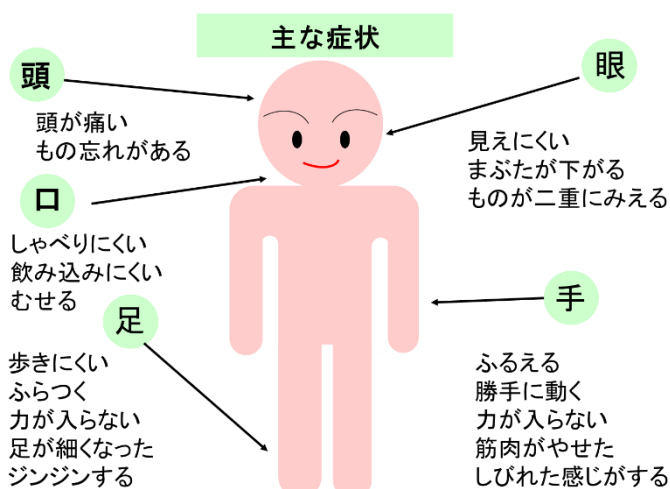 主な症状
頭
頭が痛い
もの忘れがある
眼
見えにくい
まぶたが下がる
ものが二重にみえる
口
しゃべりにくい
飲み込みにくい
むせる
手
ふるえる
勝手に動く
力が入らない
筋肉がやせた
しびれた感じがする
足
歩きにくい
ふらつく
力が入らない
足が細くなった
ジンジンする